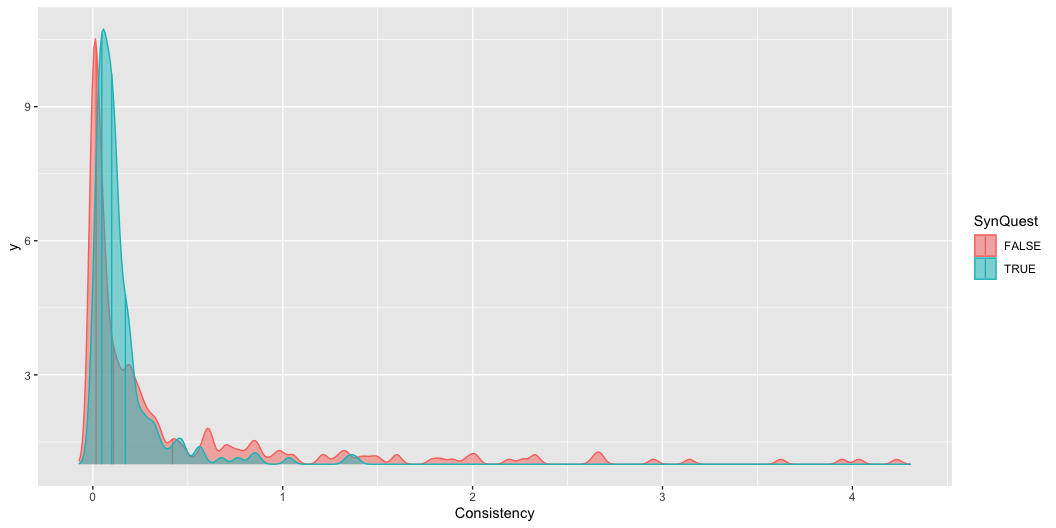 9
6
3
y
0
1
2
3
4
Consistency
SynQuest
FALSE
TRUE